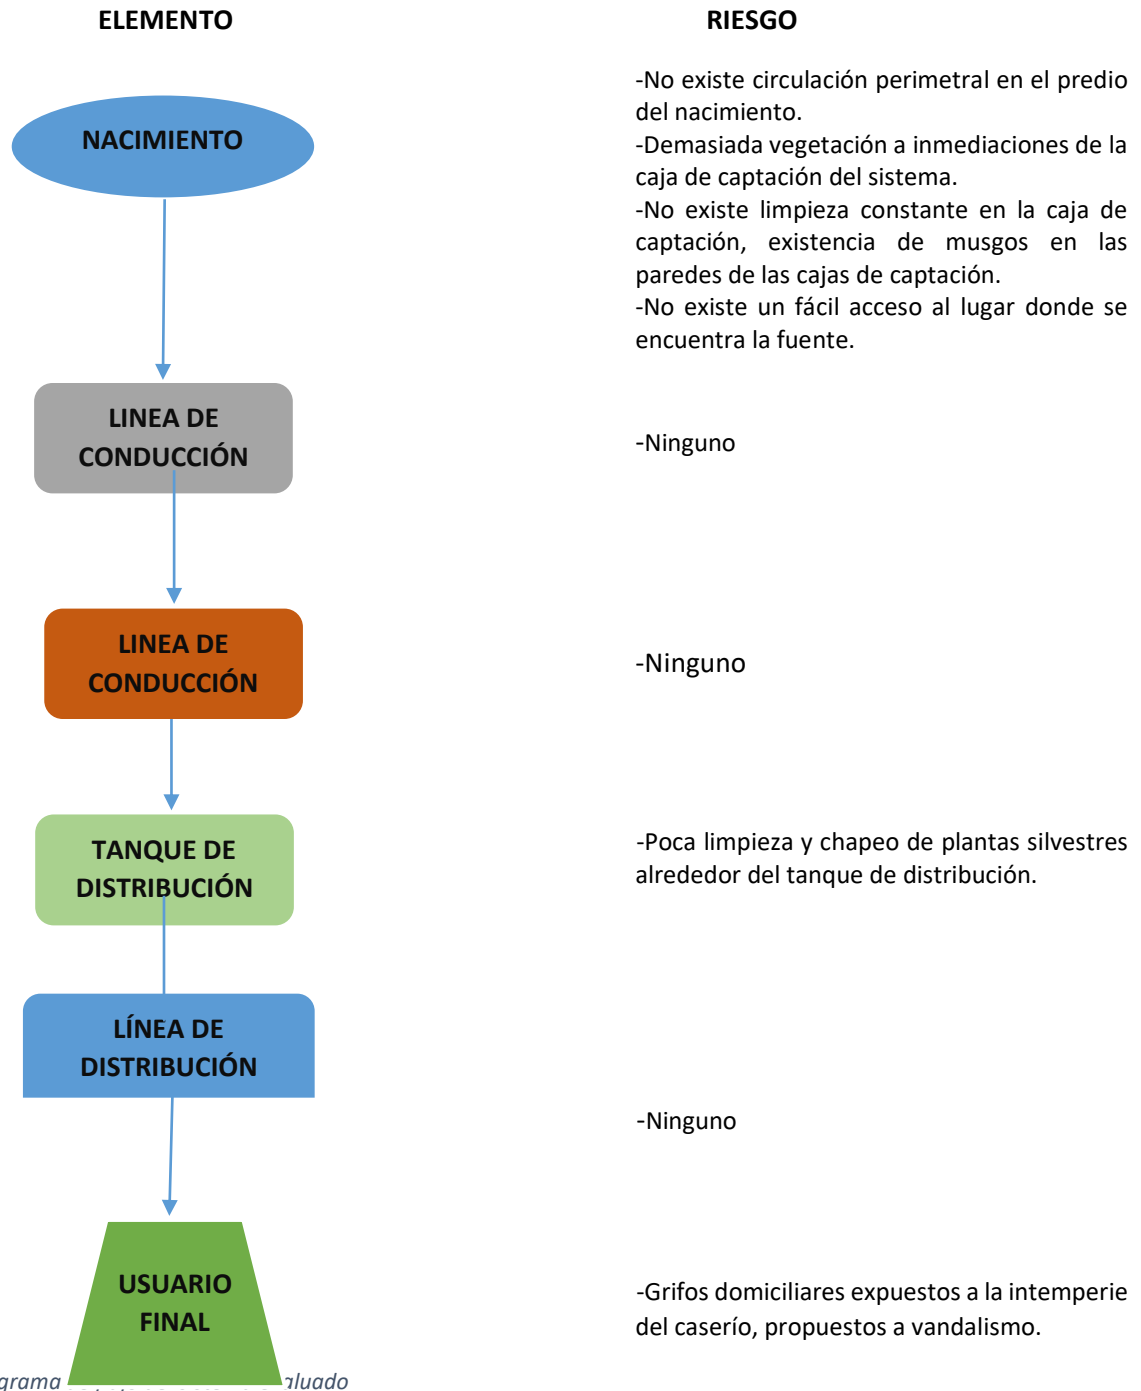 ELEMENTO
RIESGO
NACIMIENTO
-No existe circulación perimetral en el predio
del nacimiento.
-Demasiada vegetación a inmediaciones de la
caja de captación del sistema.
-No existe limpieza constante en la caja de
captación, existencia de musgos en las
paredes de las cajas de captación.
-No existe un fácil acceso al lugar donde se
encuentra la fuente.
LINEA DE
CONDUCCIÓN
-Ninguno
LINEA DE
CONDUCCIÓN
-Ninguno
TANQUE DE
DISTRIBUCIÓN
-Poca limpieza y chapeo de plantas silvestres
alrededor del tanque de distribución.
LÍNEA DE
DISTRIBUCIÓN
-Ninguno
USUARIO
FINAL
-Grifos domiciliares expuestos a la intemperie
del caserío, propuestos a vandalismo.